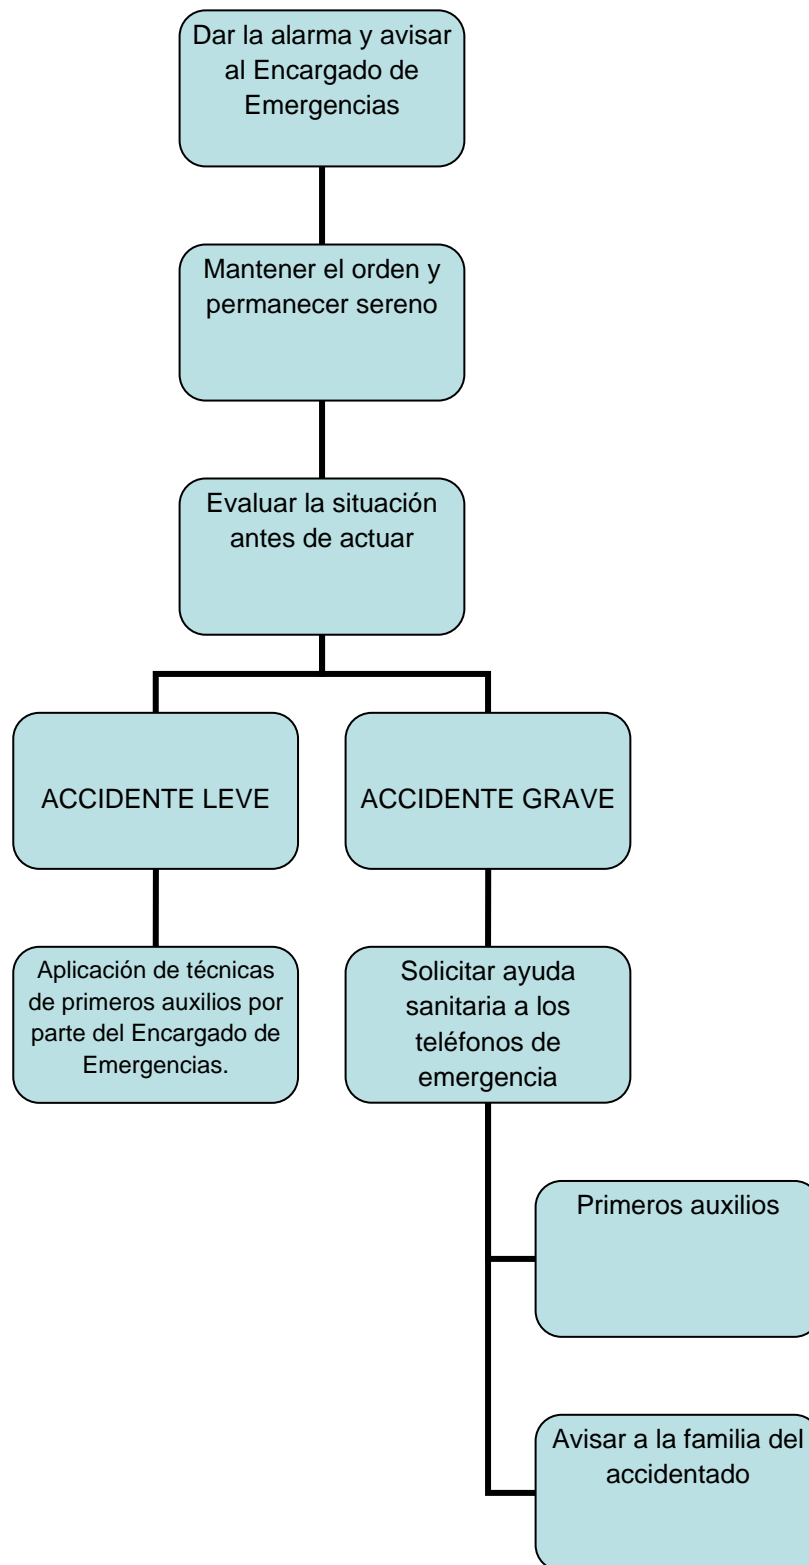 Dar la alarma y avisar
al Encargado de
Emergencias
Mantener el orden y
permanecer sereno
Evaluar la situación
antes de actuar
ACCIDENTE LEVE
ACCIDENTE GRAVE
Aplicación de técnicas
de primeros auxilios por
parte del Encargado de
Emergencias.
Solicitar ayuda
sanitaria a los
teléfonos de
emergencia
Primeros auxilios
Avisar a la familia del
accidentado